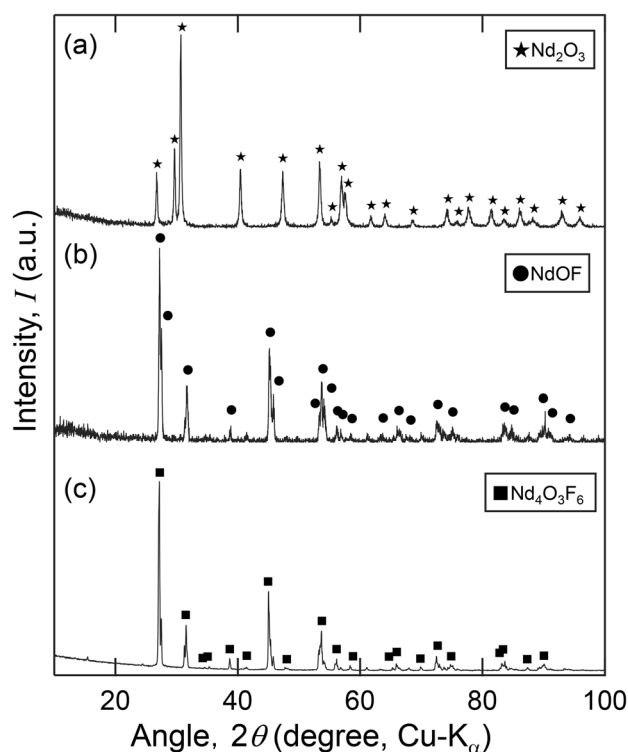 (a)
★Nd₂O₃
(b)
●NdOF
(c)
■Nd₄O₃F₆
Intensity, I (a.u.)
20 40 60 80 100
Angle, 2θ (degree, Cu-Kα)